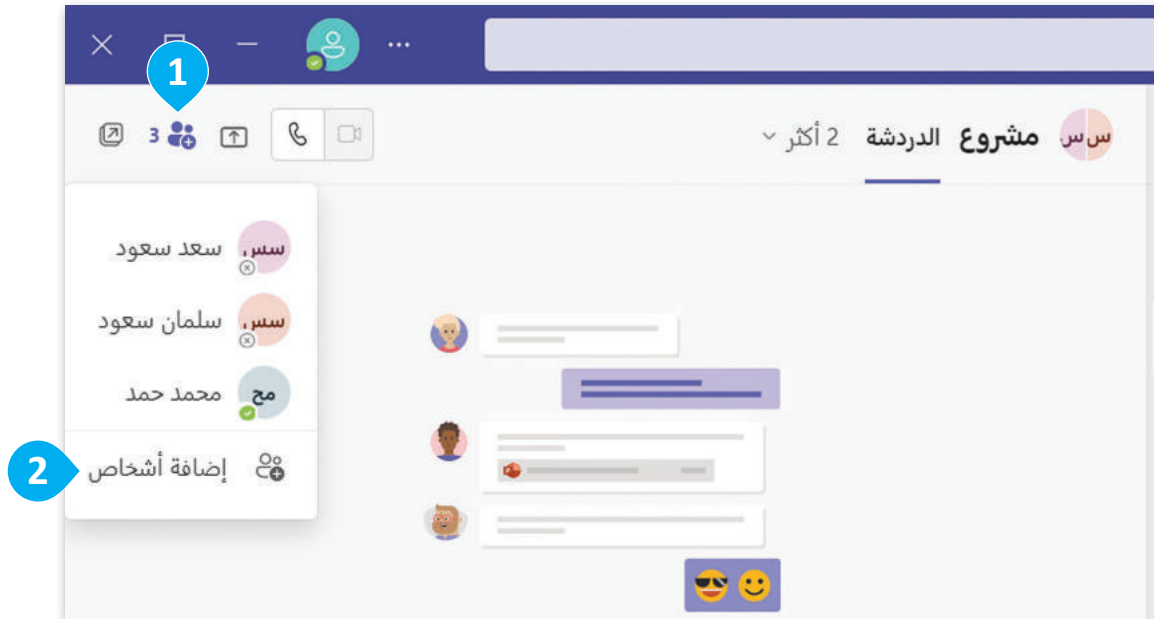 1
س س مشروع الدردشة 2 أكثر
3
سس سعد سعود
سس سلمان سعود
مح محمد حمد
2 إضافة أشخاص